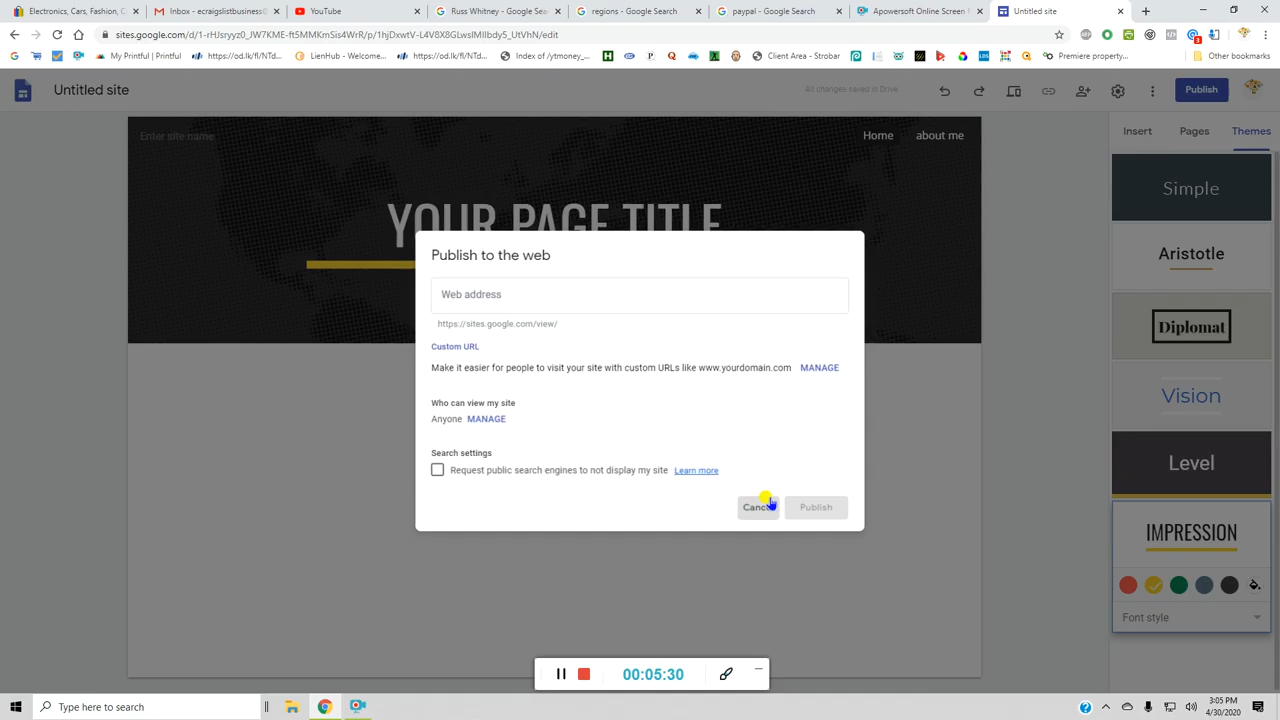 Electronics, Cars, Fashion, C
Inbox - ecraigslistbusiness@
YouTube
Russ Whitney - Google Sea
regions - Google Search
paypal - Google Search
Apowersoft Online Screen
Untitled site
sites.google.com/d/1-rHJsryyz0_JW7KME-ft5MMKmSis4WrR/p/1hjDxwtV-L4V8X8GLwslMIlbdy5_UtVhN/edit
My Printful | Printful
https://od.lk/fl/NTd...
LienHub - Welcome...
https://od.lk/fl/NTd...
Index of /ytmoney_...
Client Area - Strobar
Premiere property...
Other bookmarks
Untitled site
All changes saved in Drive
Publish
Enter site name
Home
about me
YOUR PAGE TITLE
Insert
Pages
Themes
Simple
Aristotle
Diplomat
Vision
Level
IMPRESSION
Font style
Publish to the web
Web address
https://sites.google.com/view/
Custom URL
Make it easier for people to visit your site with custom URLs like www.yourdomain.com MANAGE
Who can view my site
Anyone MANAGE
Search settings
Request public search engines to not display my site Learn more
Cancel
Publish
00:05:30
Type here to search
3:05 PM
4/30/2020